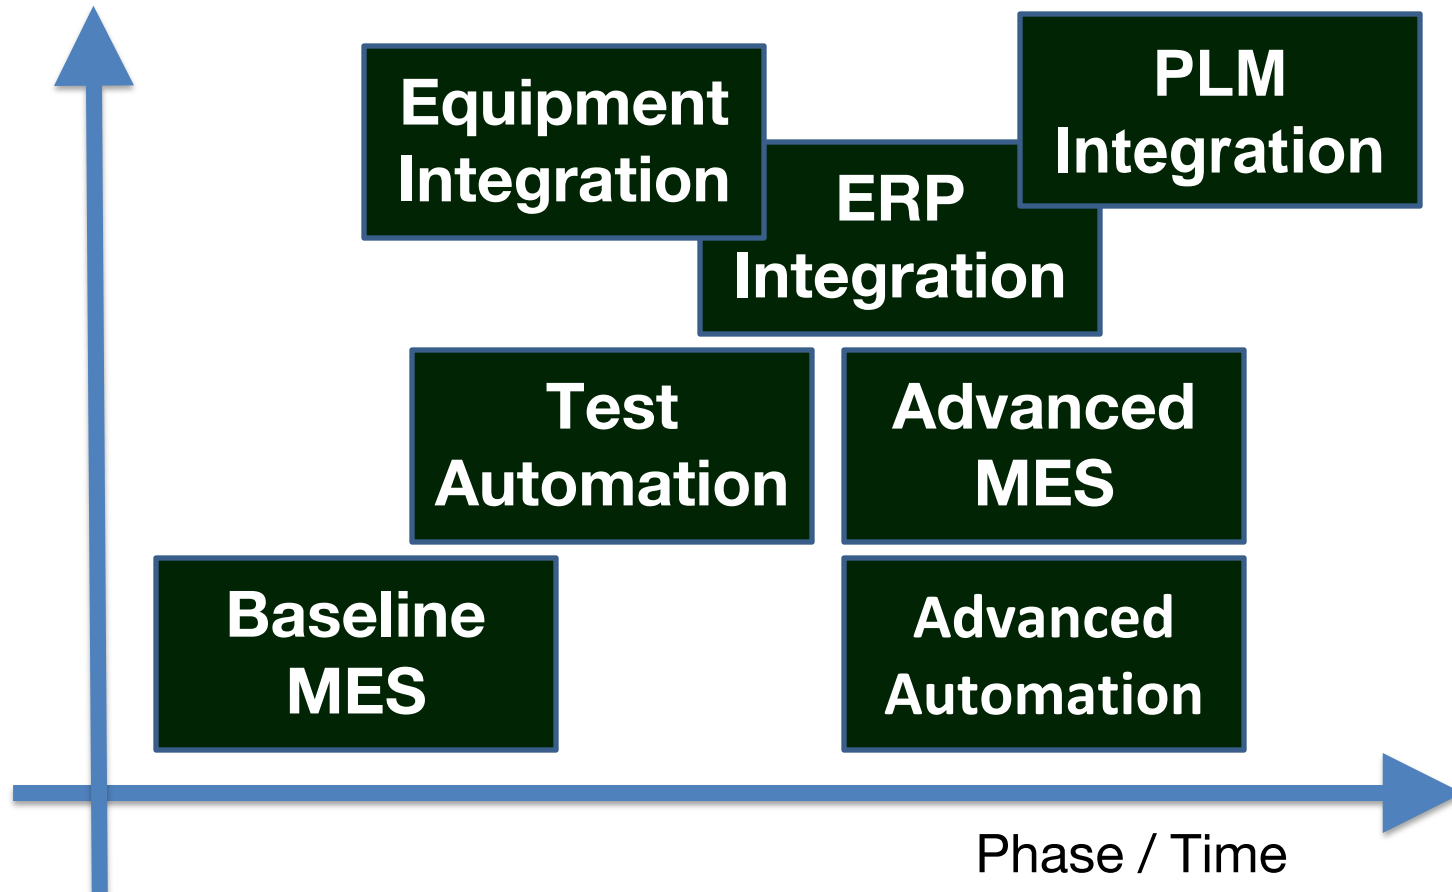 Equipment
Integration
PLM
Integration
ERP
Integration
Test
Automation
Advanced
MES
Baseline
MES
Advanced
Automation
Phase / Time